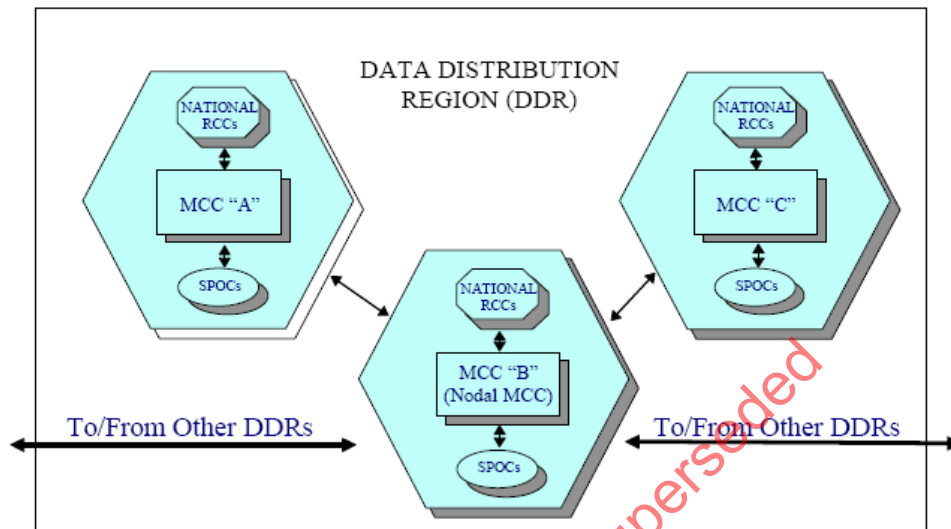 DATA DISTRIBUTION
REGION (DDR)
NATIONAL
RCCs
MCC “A”
SPOCs
NATIONAL
RCCs
MCC “C”
SPOCs
NATIONAL
RCCs
MCC “B”
(Nodal MCC)
SPOCs
To/From Other DDRs
To/From Other DDRs
perseded